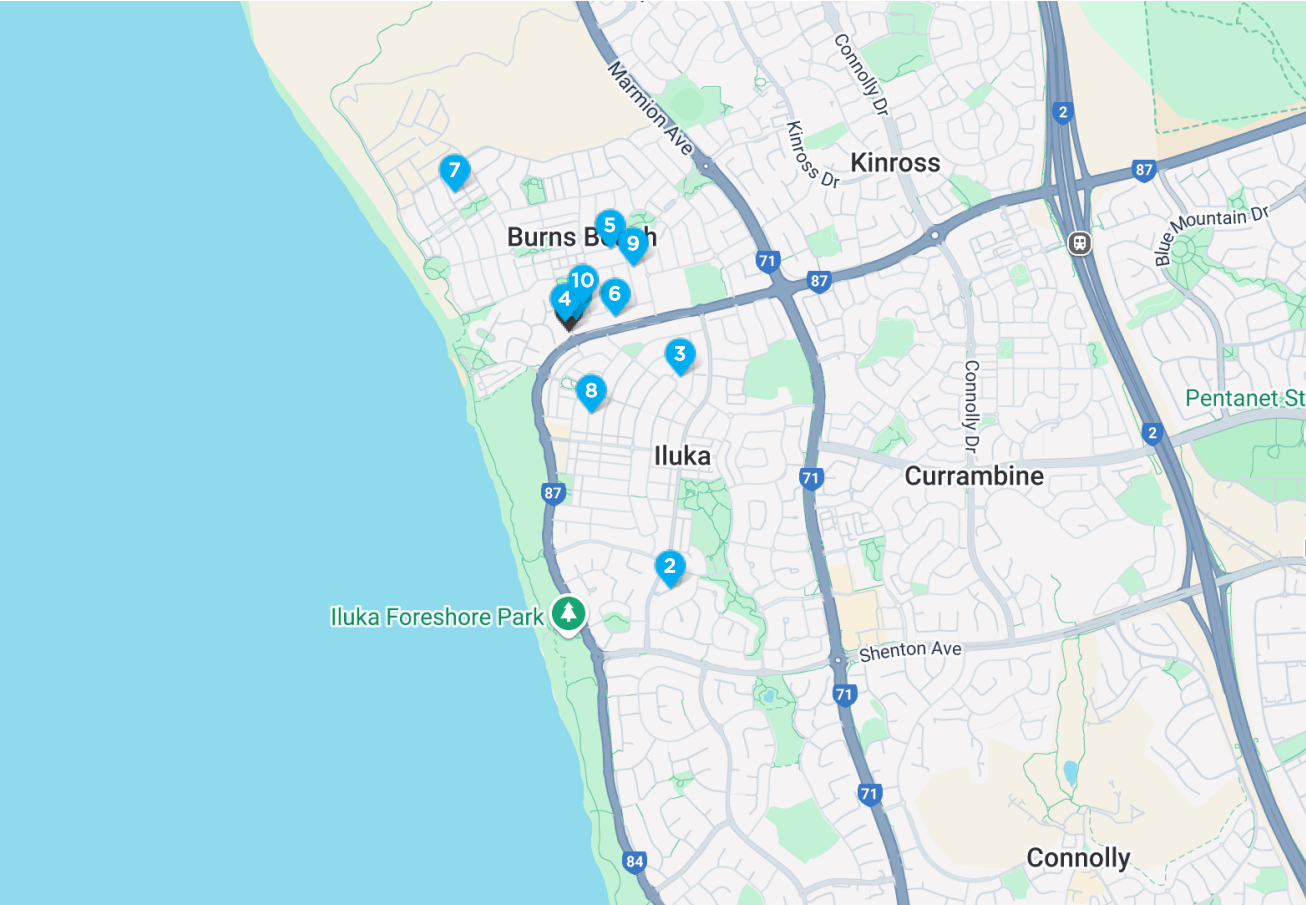 Connolly Dr
Marmion Ave
2
Kinross Dr
Kinross
87
7
Blue Mountain Dr
5
Burns B
h
9
71
87
10
6
4
3
8
Connolly Dr
Pentanet St
2
Iluka
Currambine
71
87
2
Iluka Foreshore Park
Shenton Ave
71
71
84
Connolly